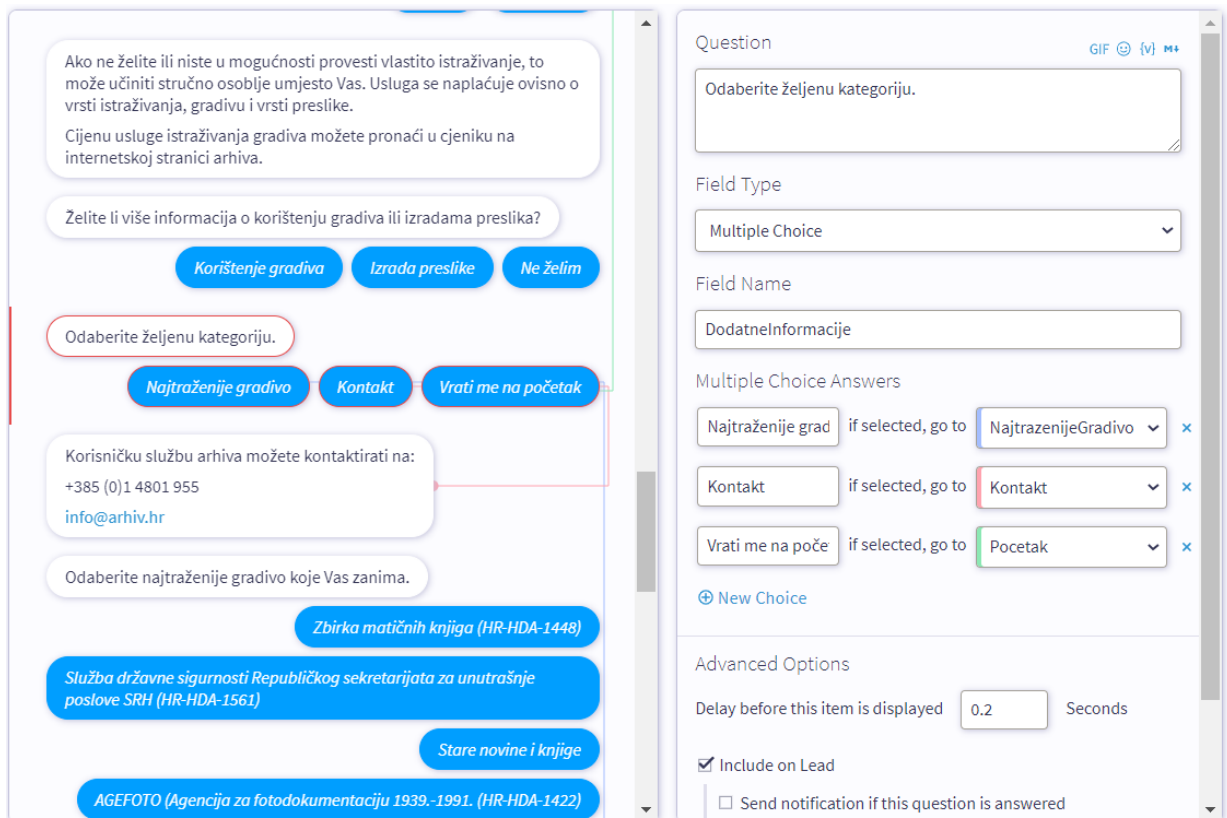 Ako ne želite ili niste u mogućnosti provesti vlastito istraživanje, to
može učiniti stručno osoblje umjesto Vas. Usluga se naplaćuje ovisno o
vrsti istraživanja, gradivu i vrsti preslike.
Cijenu usluge istraživanja gradiva možete pronaći u cjeniku na
internetskoj stranici arhiva.
Želite li više informacija o korištenju gradiva ili izradama preslika?
Korištenje gradiva
Izrada preslike
Ne želim
Odaberite željenu kategoriju.
Najtraženije gradivo
Kontakt
Vrati me na početak
Korisničku službu arhiva možete kontaktirati na:
+385 (0)1 4801 955
info@arhiv.hr
Odaberite najtraženije gradivo koje Vas zanima.
Zbirka matičnih knjiga (HR-HDA-1448)
Služba državne sigurnosti Republičkog sekretarijata za unutrašnje
poslove SRH (HR-HDA-1561)
Stare novine i knjige
AGEFOTO (Agencija za fotodokumentaciju 1939.-1991. (HR-HDA-1422)
Question
GIF {v} M+
Odaberite željenu kategoriju.
Field Type
Multiple Choice
Field Name
DodatneInformacije
Multiple Choice Answers
Najtraženije grad if selected, go to NajtrazenijeGradivo ×
Kontakt if selected, go to Kontakt ×
Vrati me na poče if selected, go to Pocetak ×
New Choice
Advanced Options
Delay before this item is displayed 0.2 Seconds
Include on Lead
Send notification if this question is answered